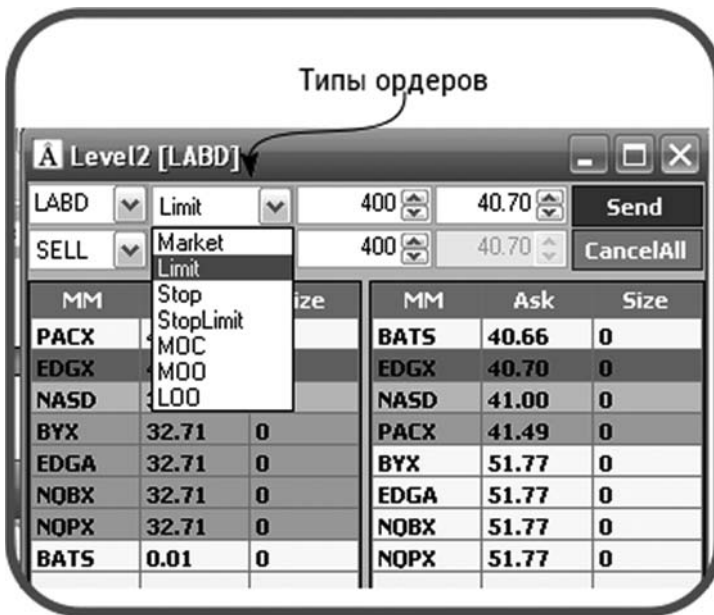 Типы ордеров
Level2 [LABD]
LABD Limit 400 40.70 Send
SELL 400 40.70 CancelAll
Market
Limit
Stop
StopLimit
MOC
MOO
LOO
MM ize MM Ask Size
PACX BATS 40.66 0
EDGX EDGX 40.70 0
NASD NASD 41.00 0
BYX 32.71 0 PACX 41.49 0
EDGA 32.71 0 BYX 51.77 0
NQBX 32.71 0 EDGA 51.77 0
NQPX 32.71 0 NQBX 51.77 0
BATS 0.01 0 NQPX 51.77 0